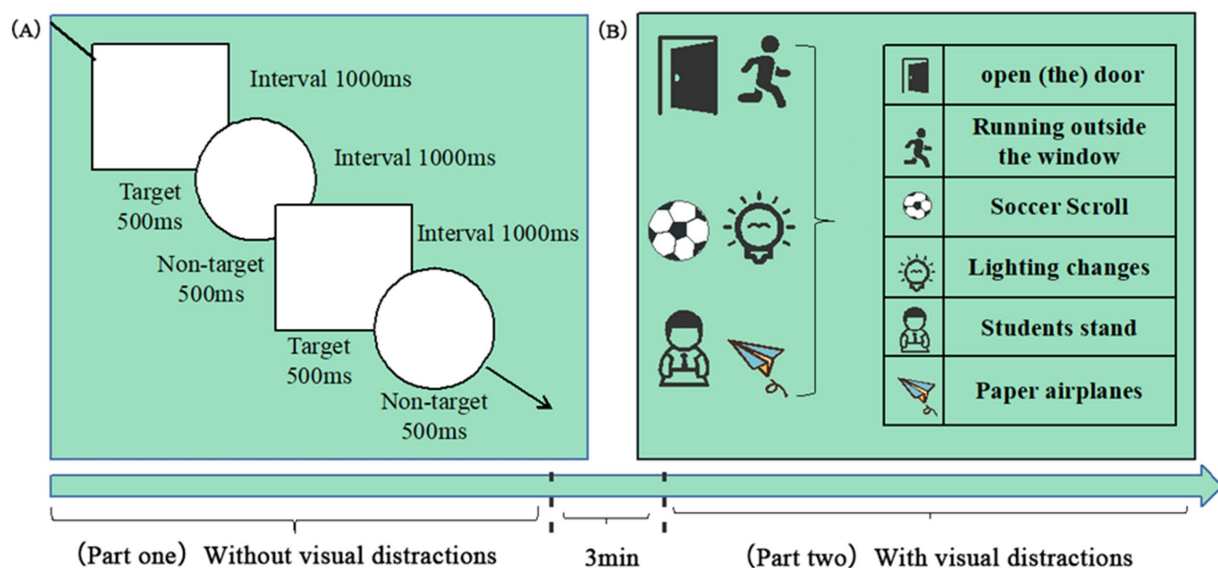 (A)
Interval 1000ms
Interval 1000ms
Target
500ms
Interval 1000ms
Non-target
500ms
Target
500ms
Non-target
500ms
(B)
open (the) door
Running outside
the window
Soccer Scroll
Lighting changes
Students stand
Paper airplanes
(Part one) Without visual distractions
3min
(Part two) With visual distractions